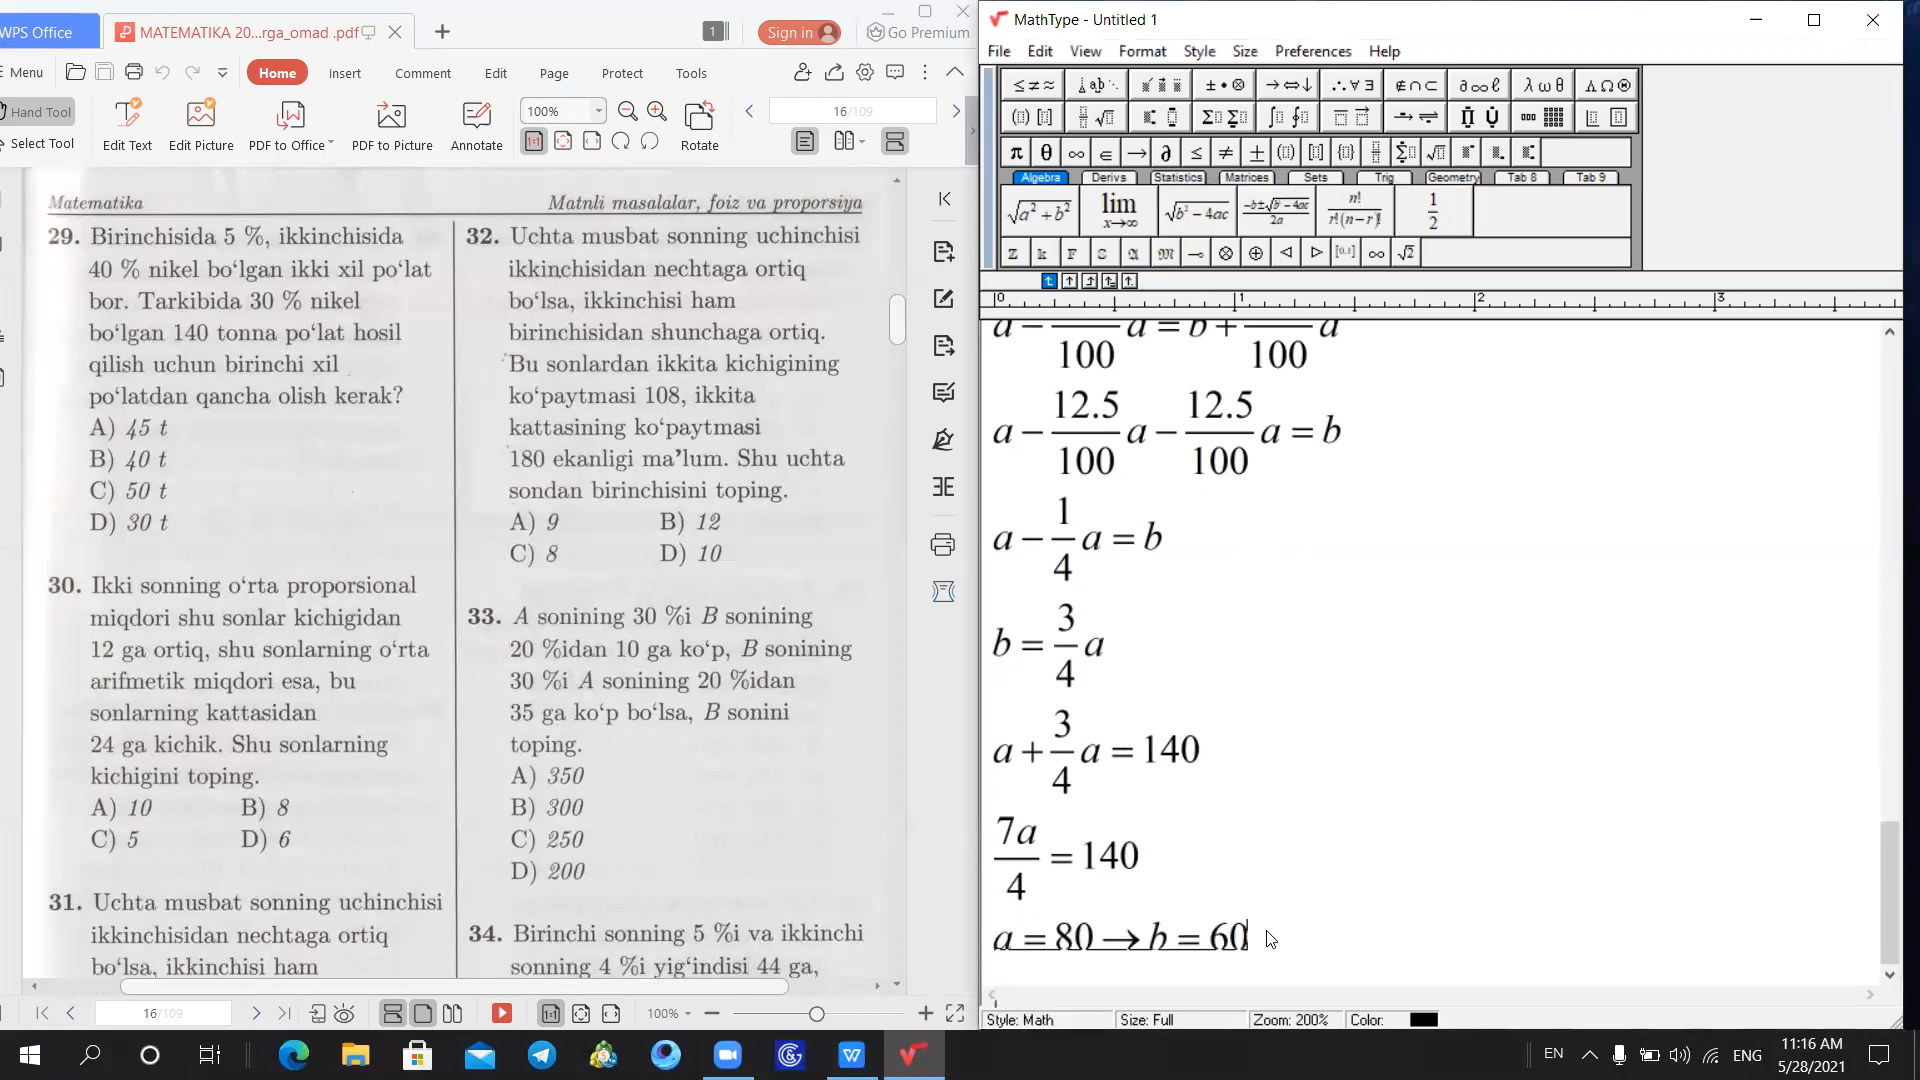 WPS Office
MATEMATIKA 20...rga_omad .pdf
1
Sign in
Go Premium
MathType - Untitled 1
Menu
Home
Insert
Comment
Edit
Page
Protect
Tools
File Edit View Format Style Size Preferences Help
Hand Tool
Select Tool
Edit Text
Edit Picture
PDF to Office
PDF to Picture
Annotate
100%
Rotate
16/109
Algebra Derivs Statistics Matrices Sets Trig Geometry Tab 8 Tab 9
Matematika
Matnli masalalar, foiz va proporsiya
29. Birinchisida 5 %, ikkinchisida
40 % nikel bo‘lgan ikki xil po‘lat
bor. Tarkibida 30 % nikel
bo‘lgan 140 tonna po‘lat hosil
qilish uchun birinchi xil
po‘latdan qancha olish kerak?
A) 45 t
B) 40 t
C) 50 t
D) 30 t
30. Ikki sonning o‘rta proporsional
miqdori shu sonlar kichigidan
12 ga ortiq, shu sonlarning o‘rta
arifmetik miqdori esa, bu
sonlarning kattasidan
24 ga kichik. Shu sonlarning
kichigini toping.
A) 10 B) 8
C) 5 D) 6
31. Uchta musbat sonning uchinchisi
ikkinchisidan nechtaga ortiq
bo‘lsa, ikkinchisi ham
32. Uchta musbat sonning uchinchisi
ikkinchisidan nechtaga ortiq
bo‘lsa, ikkinchisi ham
birinchisidan shunchaga ortiq.
Bu sonlardan ikkita kichigining
ko‘paytmasi 108, ikkita
kattasining ko‘paytmasi
180 ekanligi ma’lum. Shu uchta
sondan birinchisini toping.
A) 9 B) 12
C) 8 D) 10
33. A sonining 30 %i B sonining
20 %idan 10 ga ko‘p, B sonining
30 %i A sonining 20 %idan
35 ga ko‘p bo‘lsa, B sonini
toping.
A) 350
B) 300
C) 250
D) 200
34. Birinchi sonning 5 %i va ikkinchi
sonning 4 %i yig‘indisi 44 ga,
0 1 2 3
a − /100 a = b + /100 a
a − 12.5/100 a − 12.5/100 a = b
a − 1/4 a = b
b = 3/4 a
a + 3/4 a = 140
7a/4 = 140
a = 80 → b = 60
16/109
100%
Style: Math
Size: Full
Zoom: 200%
Color:
EN
ENG
11:16 AM
5/28/2021